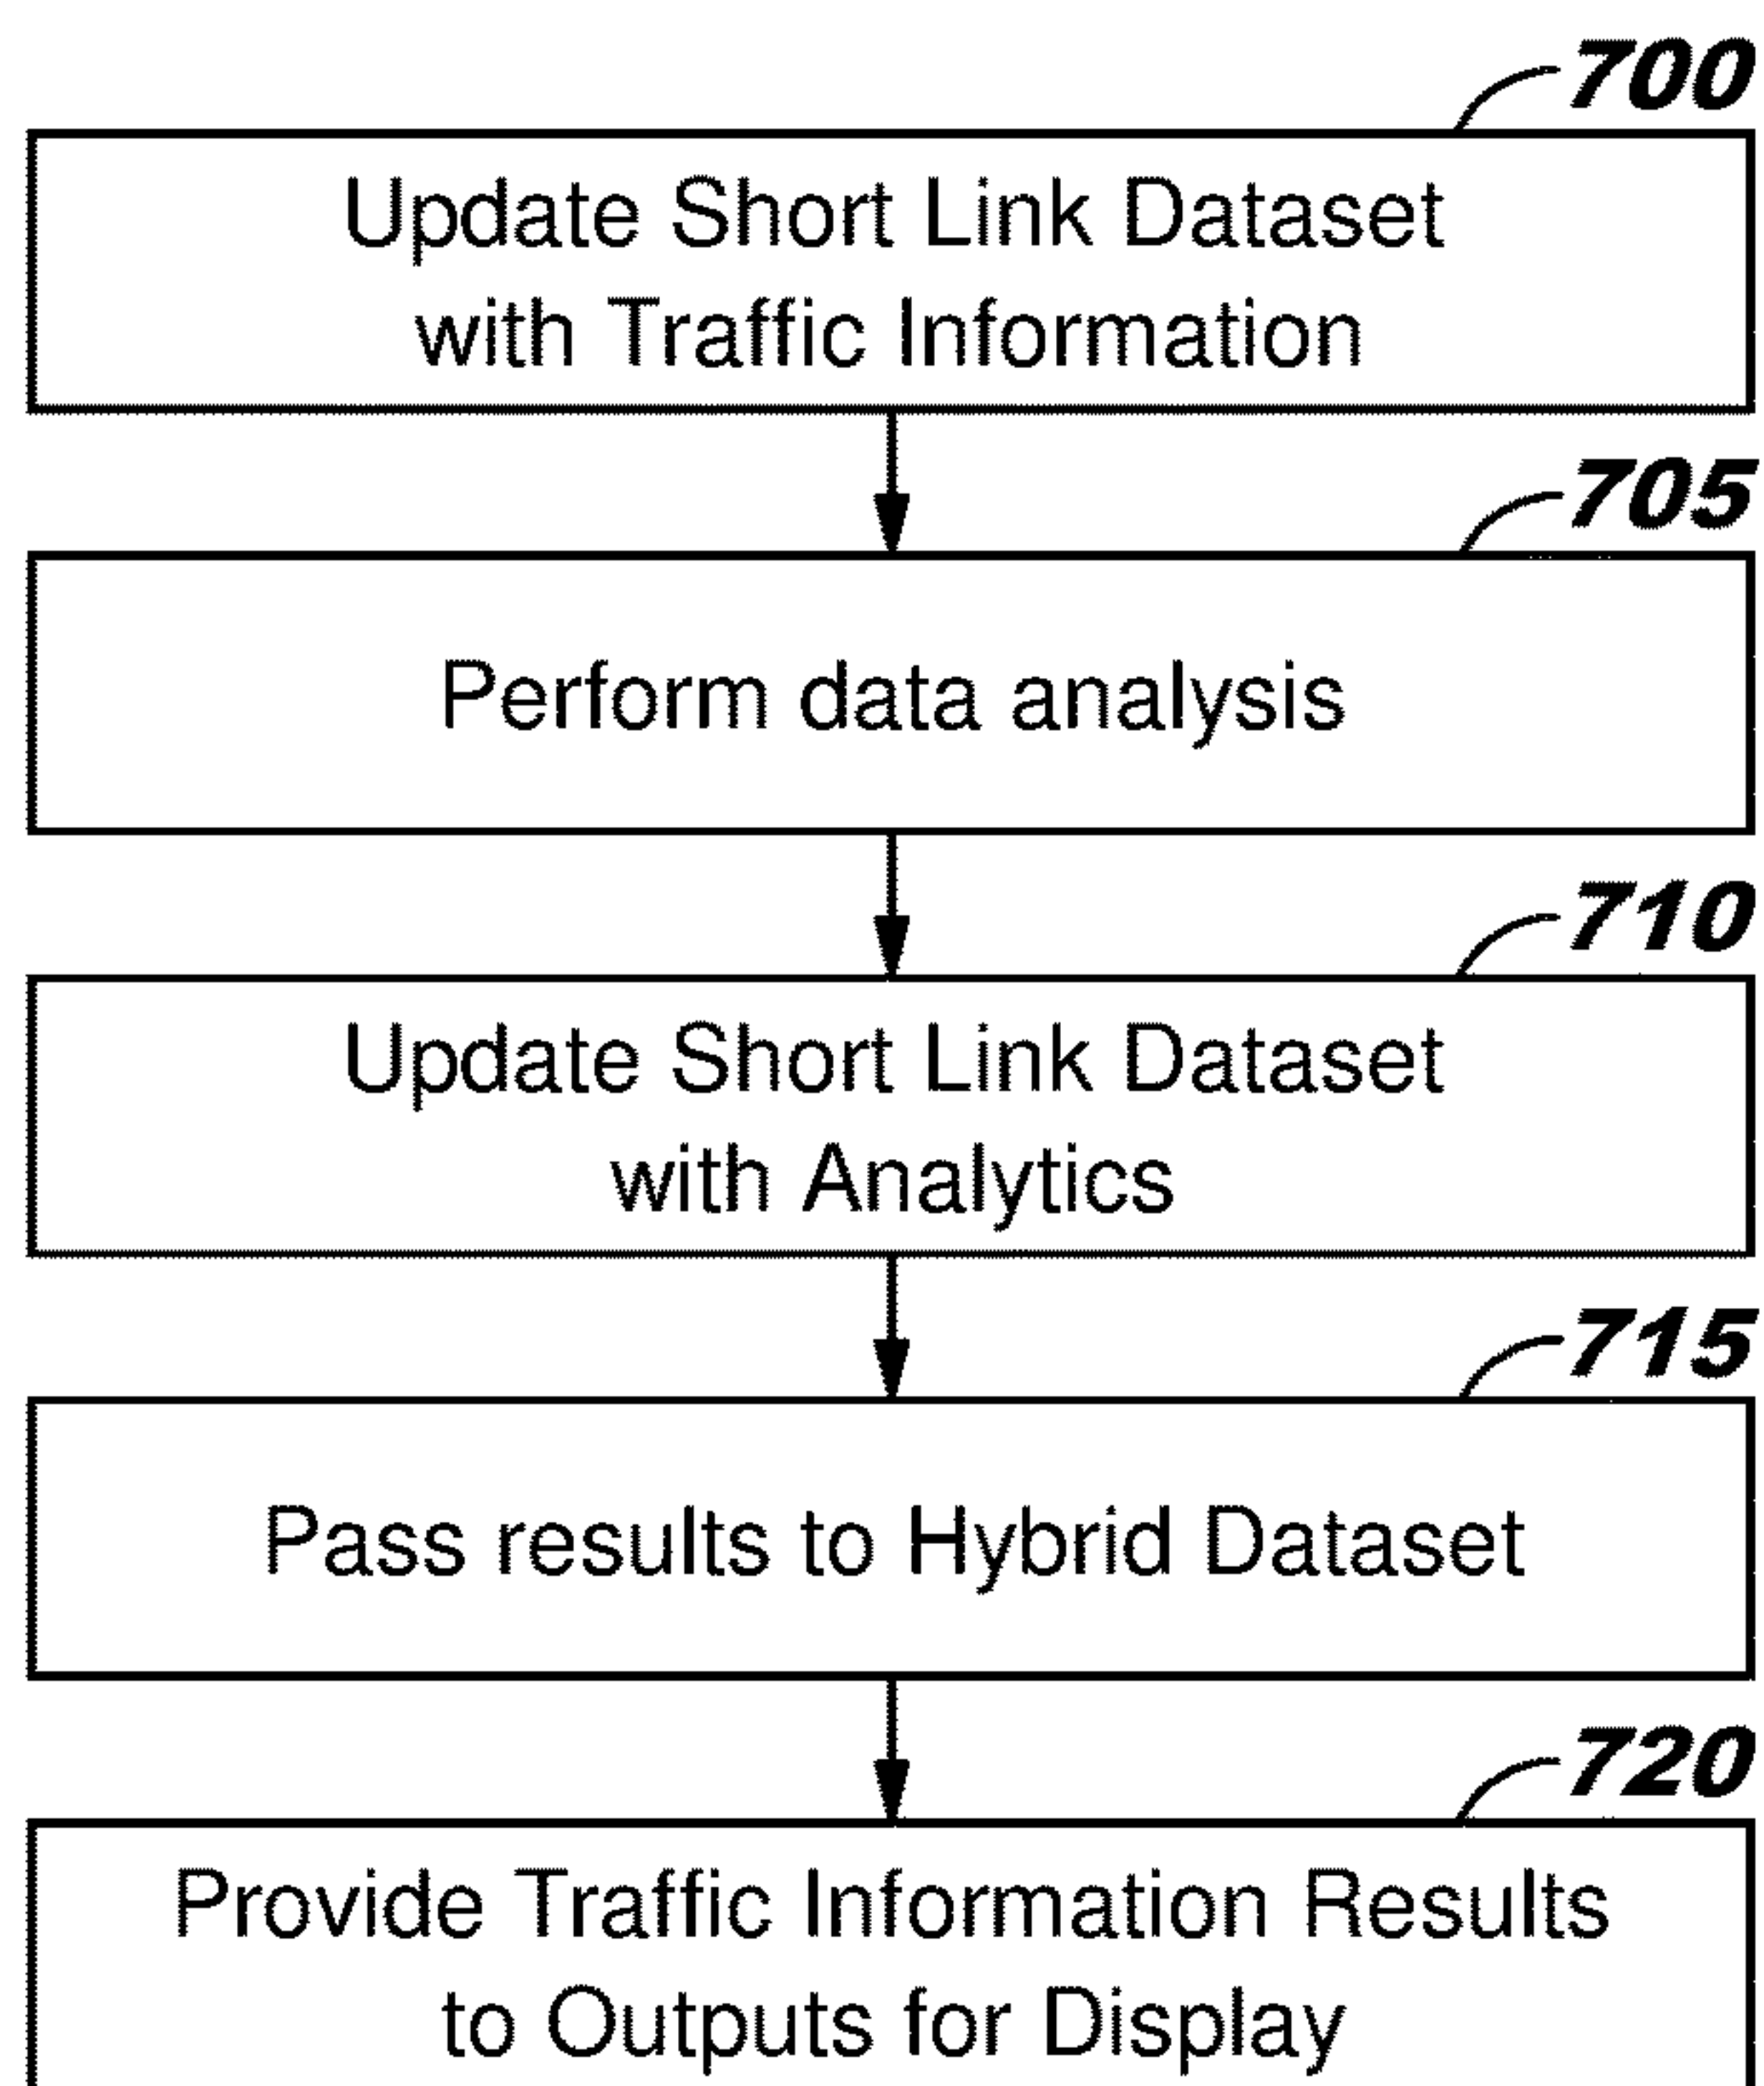 700
Update Short Link Dataset
with Traffic Information
705
Perform data analysis
710
Update Short Link Dataset
with Analytics
715
Pass results to Hybrid Dataset
720
Provide Traffic Information Results
to Outputs for Display